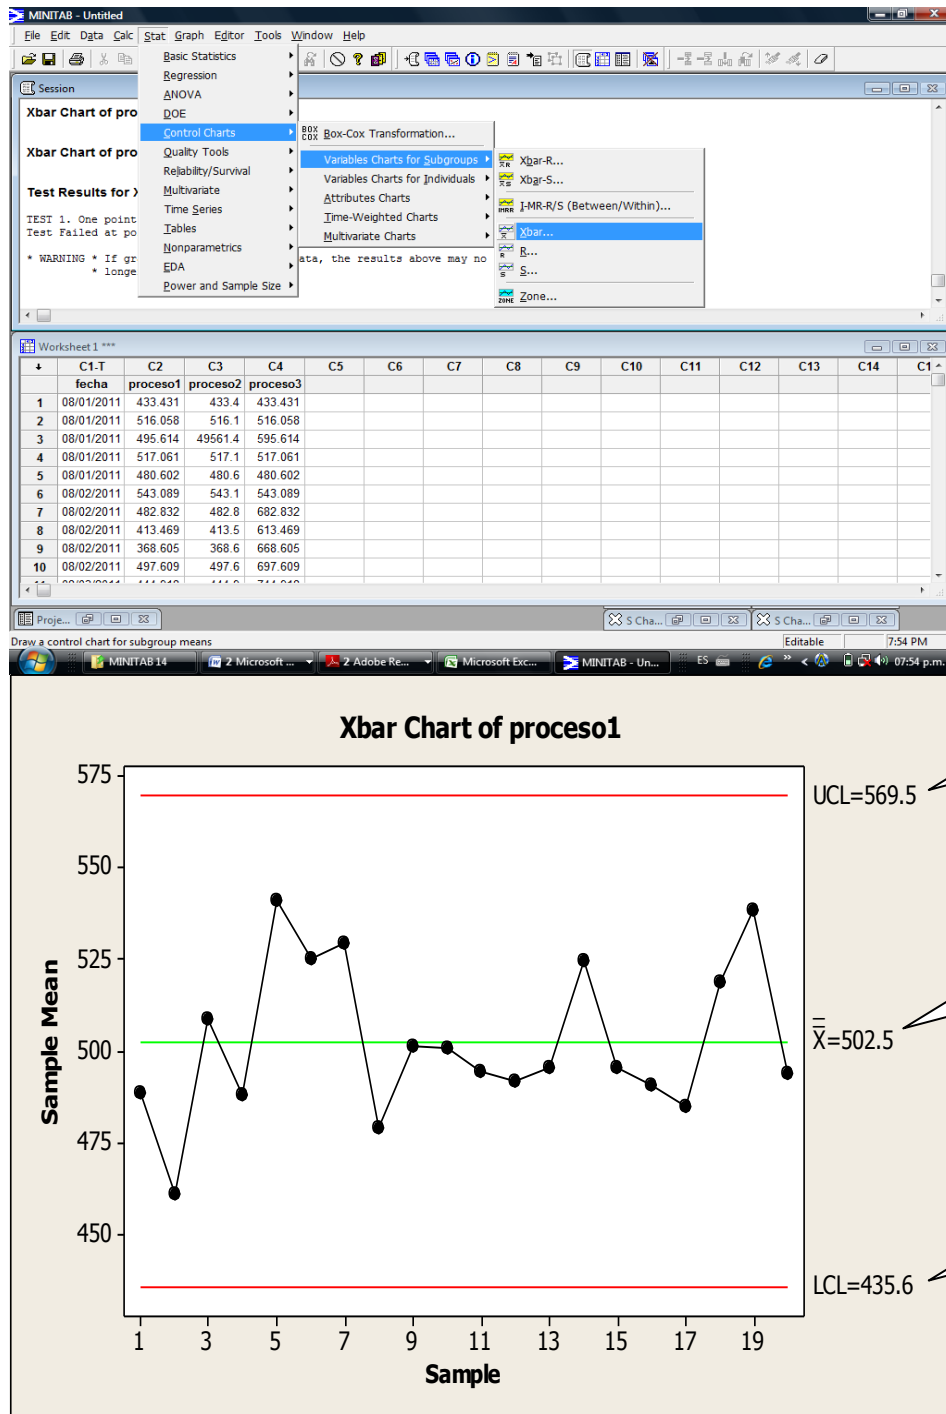 MINITAB - Untitled
File Edit Data Calc Stat Graph Editor Tools Window Help
Session
Xbar Chart of pro
Xbar Chart of pro
Test Results for X
TEST 1. One point
Test Failed at po
* WARNING * If gr ata, the results above may no
* longe
Basic Statistics
Regression
ANOVA
DOE
Control Charts
Quality Tools
Reliability/Survival
Multivariate
Time Series
Tables
Nonparametrics
EDA
Power and Sample Size
BOX COX Box-Cox Transformation...
Variables Charts for Subgroups
Variables Charts for Individuals
Attributes Charts
Time-Weighted Charts
Multivariate Charts
Xbar-R...
Xbar-S...
I-MR-R/S (Between/Within)...
Xbar...
R...
S...
ZONE Zone...
Worksheet 1 ***
C1-T C2 C3 C4 C5 C6 C7 C8 C9 C10 C11 C12 C13 C14 C1
fecha proceso1 proceso2 proceso3
1 08/01/2011 433.431 433.4 433.431
2 08/01/2011 516.058 516.1 516.058
3 08/01/2011 495.614 49561.4 595.614
4 08/01/2011 517.061 517.1 517.061
5 08/01/2011 480.602 480.6 480.602
6 08/02/2011 543.089 543.1 543.089
7 08/02/2011 482.832 482.8 682.832
8 08/02/2011 413.469 413.5 613.469
9 08/02/2011 368.605 368.6 668.605
10 08/02/2011 497.609 497.6 697.609
Proje... S Cha... S Cha...
Draw a control chart for subgroup means Editable 7:54 PM
MINITAB 14 2 Microsoft ... 2 Adobe Re... Microsoft Exc... MINITAB - Un... ES 07:54 p.m.
Xbar Chart of proceso1
575
550
525
500
475
450
Sample Mean
UCL=569.5
X̿=502.5
LCL=435.6
1 3 5 7 9 11 13 15 17 19
Sample